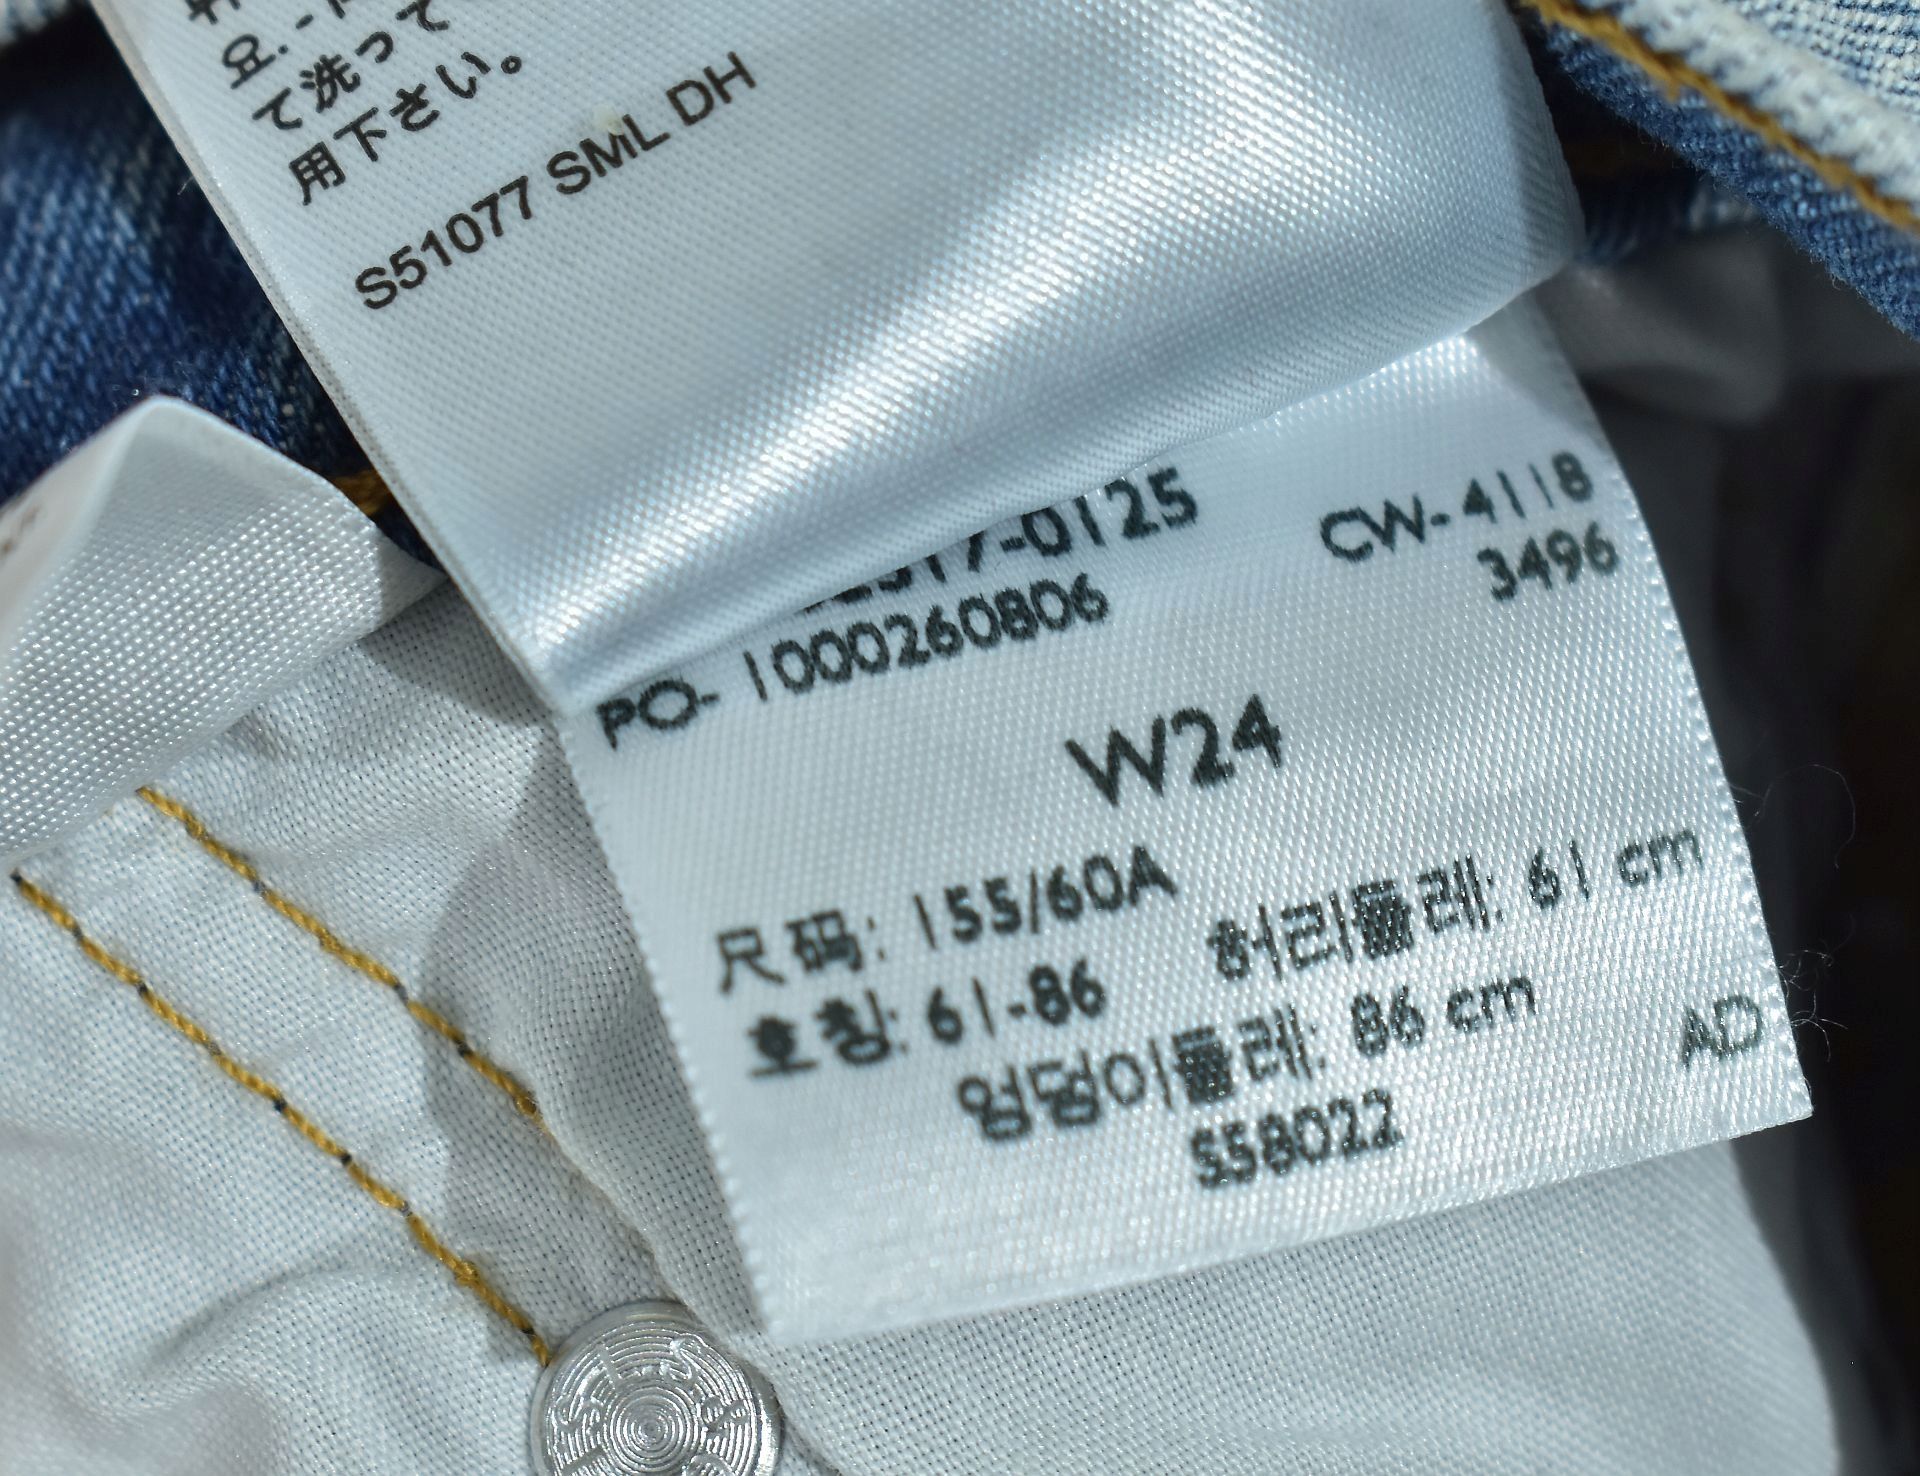 て洗って
用下さい。
S51077 SML DH
CW-4118
3496
PO- 1000260806
W24
尺码: 155/60A
호칭: 61-86 허리둘레: 61 cm
엉덩이둘레: 86 cm
AD
S58022